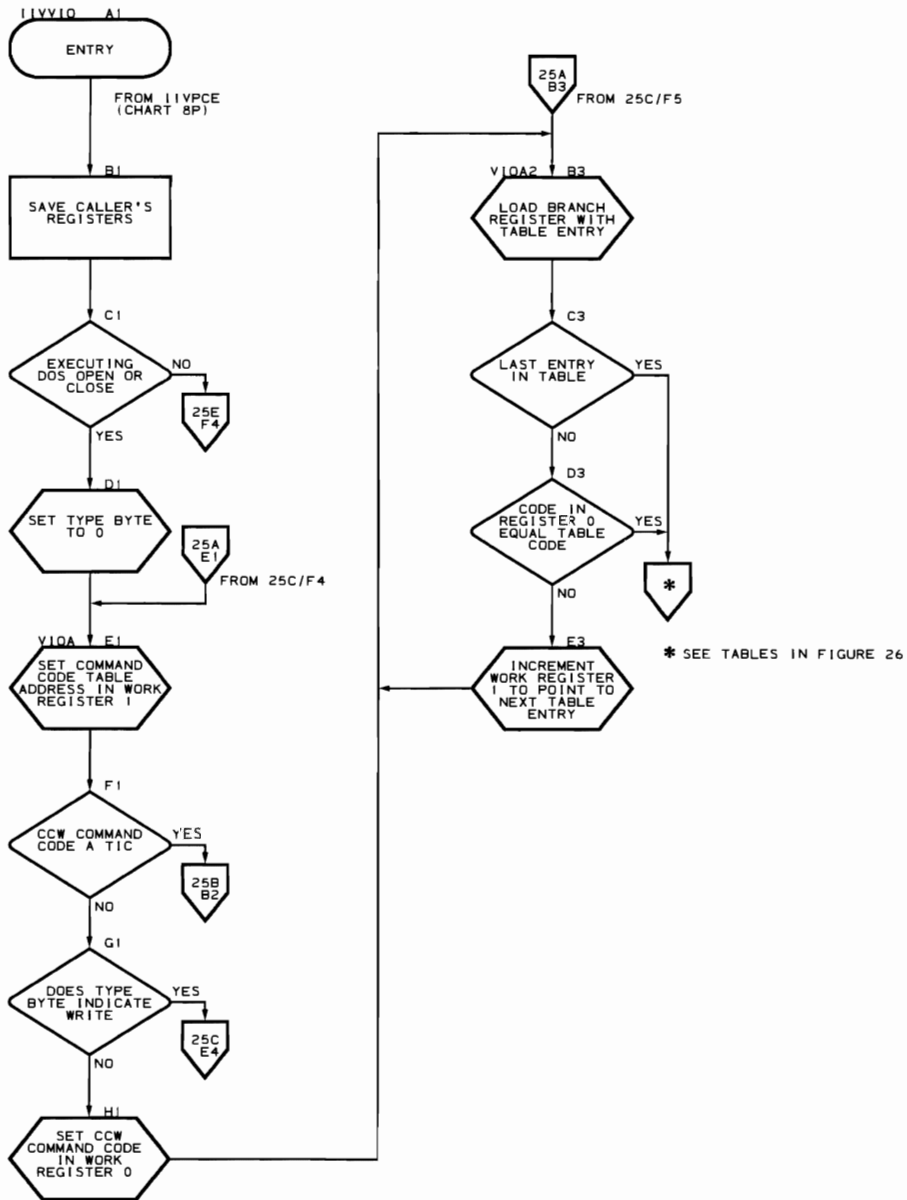 IIVVIO A1
ENTRY
FROM IIVPCE
(CHART 8P)
B1
SAVE CALLER'S
REGISTERS
C1
EXECUTING
DOS OPEN OR
CLOSE
NO
25E
F4
YES
D1
SET TYPE BYTE
TO 0
25A
E1
FROM 25C/F4
VIOA E1
SET COMMAND
CODE TABLE
ADDRESS IN WORK
REGISTER 1
F1
CCW COMMAND
CODE A TIC
YES
25B
B2
NO
G1
DOES TYPE
BYTE INDICATE
WRITE
YES
25C
E4
NO
H1
SET CCW
COMMAND CODE
IN WORK
REGISTER 0
25A
B3
FROM 25C/F5
VIOA2 B3
LOAD BRANCH
REGISTER WITH
TABLE ENTRY
C3
LAST ENTRY
IN TABLE
YES
NO
D3
CODE IN
REGISTER 0
EQUAL TABLE
CODE
YES
*
NO
* SEE TABLES IN FIGURE 26
E3
INCREMENT
WORK REGISTER
1 TO POINT TO
NEXT TABLE
ENTRY